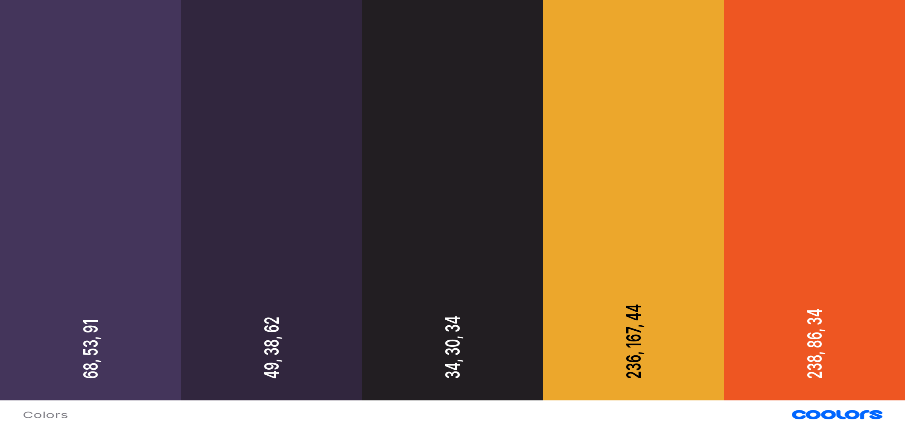 68, 53, 91
49, 38, 62
34, 30, 34
236, 167, 44
238, 86, 34
Colors
coolors